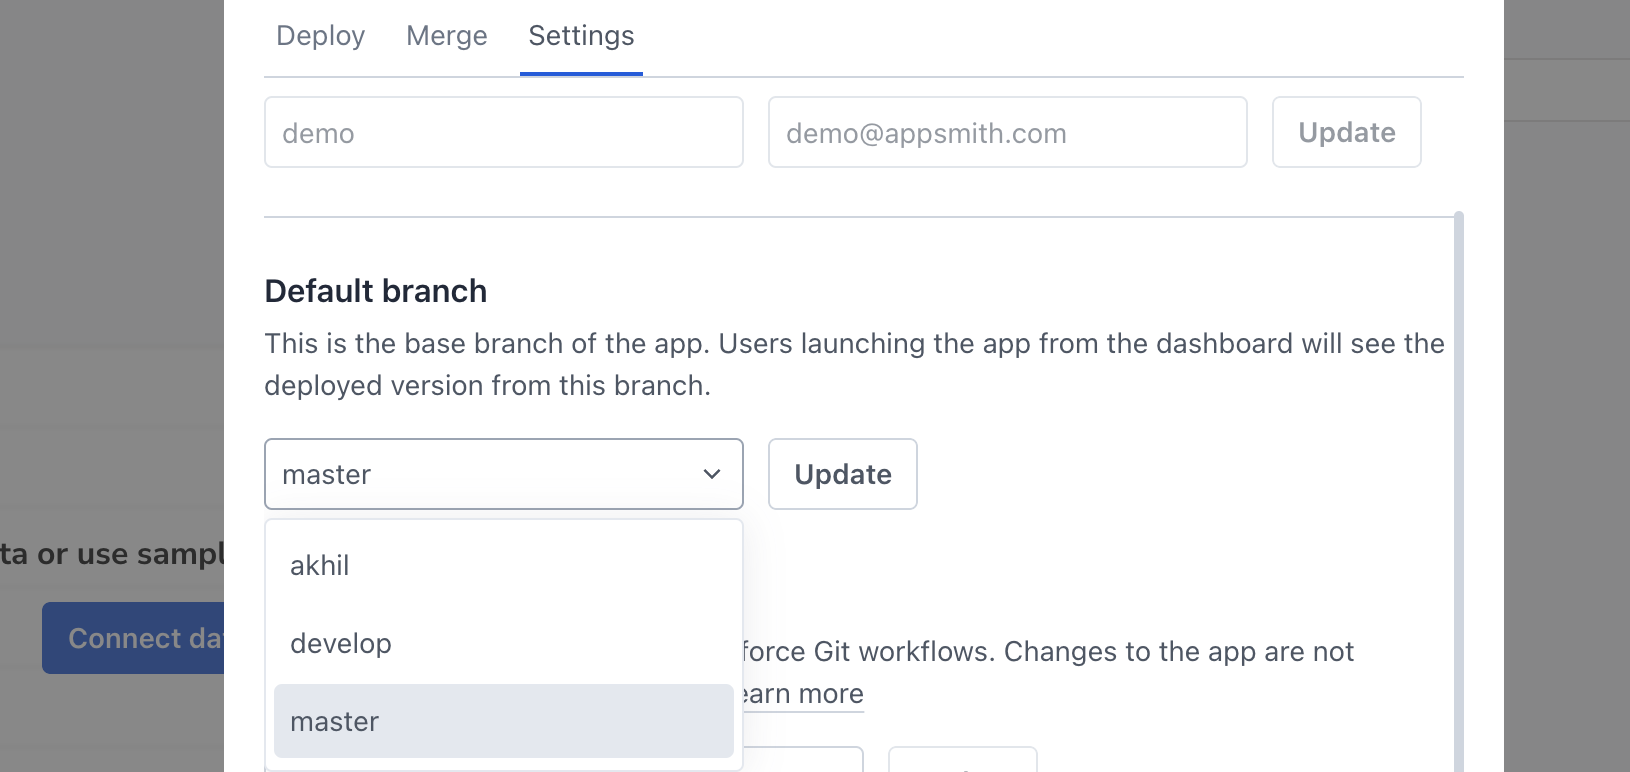 Deploy Merge Settings
demo demo@appsmith.com Update
Default branch
This is the base branch of the app. Users launching the app from the dashboard will see the
deployed version from this branch.
master Update
akhil
ta or use sampl
Connect da
develop
force Git workflows. Changes to the app are not
earn more
master